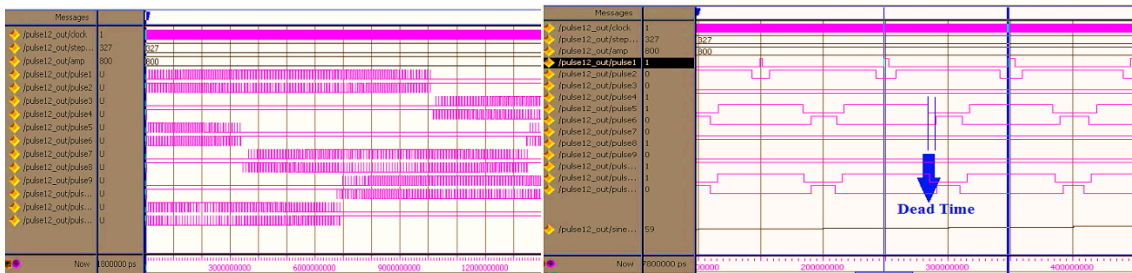 Messages
/pulse12_out/clock 1
/pulse12_out/step... 327 327
/pulse12_out/amp 800 800
/pulse12_out/pulse1 U
/pulse12_out/pulse2 U
/pulse12_out/pulse3 U
/pulse12_out/pulse4 U
/pulse12_out/pulse5 U
/pulse12_out/pulse6 U
/pulse12_out/pulse7 U
/pulse12_out/pulse8 U
/pulse12_out/pulse9 U
/pulse12_out/puls... U
/pulse12_out/puls... U
/pulse12_out/puls... U
Now 1800000 ps
3000000000 6000000000 9000000000 1200000000
Messages
/pulse12_out/clock 1
/pulse12_out/step... 327 327
/pulse12_out/amp 800 800
/pulse12_out/pulse1 1
/pulse12_out/pulse2 0
/pulse12_out/pulse3 0
/pulse12_out/pulse4 1
/pulse12_out/pulse5 1
/pulse12_out/pulse6 0
/pulse12_out/pulse7 0
/pulse12_out/pulse8 1
/pulse12_out/pulse9 0
/pulse12_out/puls... 1
/pulse12_out/puls... 1
/pulse12_out/puls... 0
Dead Time
/pulse12_out/sine... 59
Now 7800000 ps
200000000 300000000